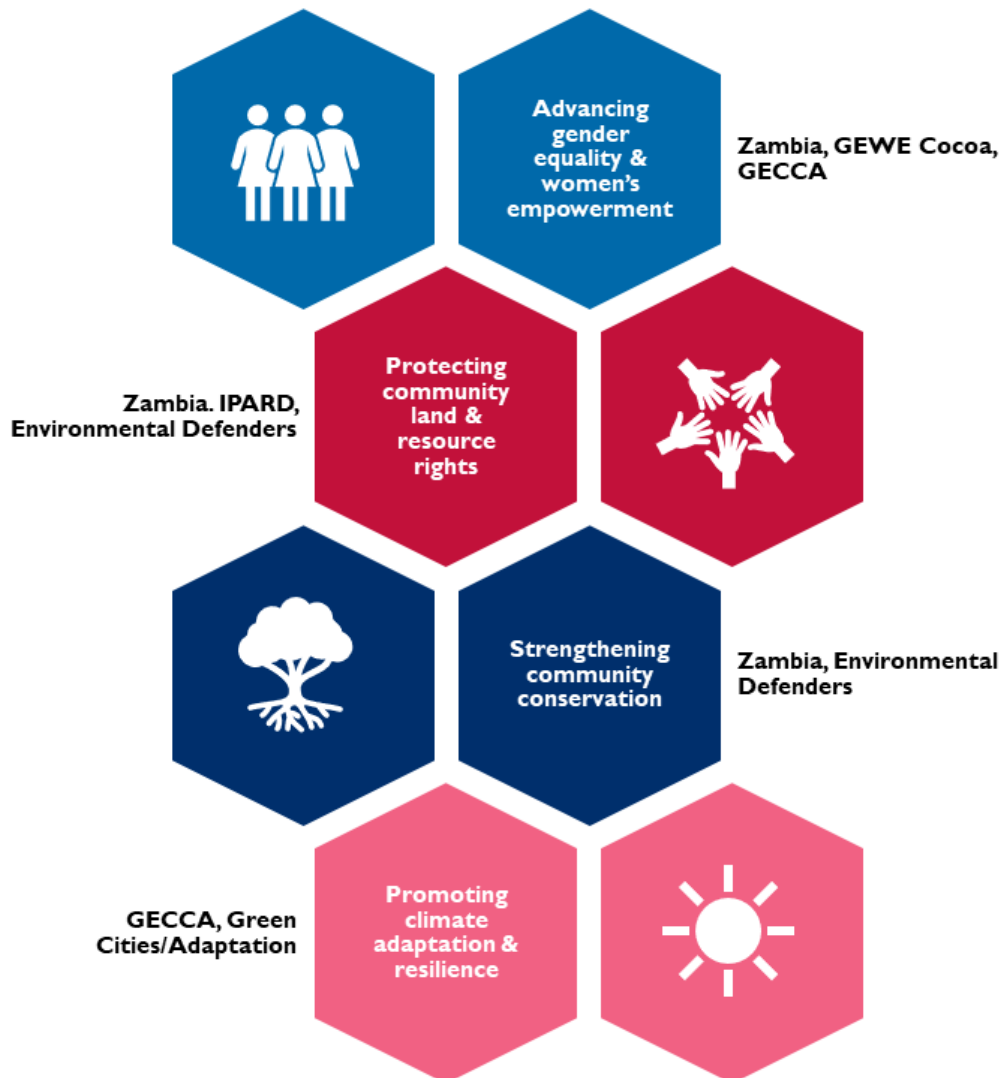 Advancing
gender
equality &
women's
empowerment
Zambia, GEWE Cocoa,
GECCA
Zambia. IPARD,
Environmental Defenders
Protecting
community
land &
resource
rights
Strengthening
community
conservation
Zambia, Environmental
Defenders
GECCA, Green
Cities/Adaptation
Promoting
climate
adaptation &
resilience